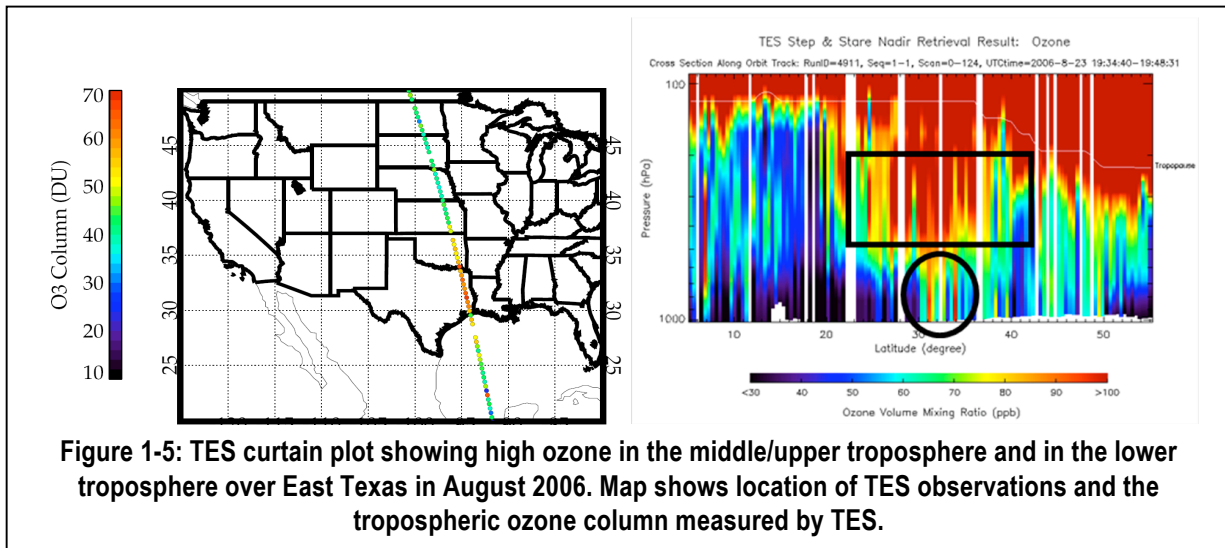 O3 Column (DU)
70
60
50
40
30
20
10
45
40
35
30
25
45
40
35
30
25
TES Step & Stare Nadir Retrieval Result: Ozone
Cross Section Along Orbit Track: RunID=4911, Seq=1-1, Scan=0-124, UTCtime=2006-8-23 19:34:40-19:48:31
Pressure (hPa)
100
1000
Tropopause
10 20 30 40 50
Latitude (degree)
<30 40 50 60 70 80 90 >100
Ozone Volume Mixing Ratio (ppb)
Figure 1-5: TES curtain plot showing high ozone in the middle/upper troposphere and in the lower
troposphere over East Texas in August 2006. Map shows location of TES observations and the
tropospheric ozone column measured by TES.